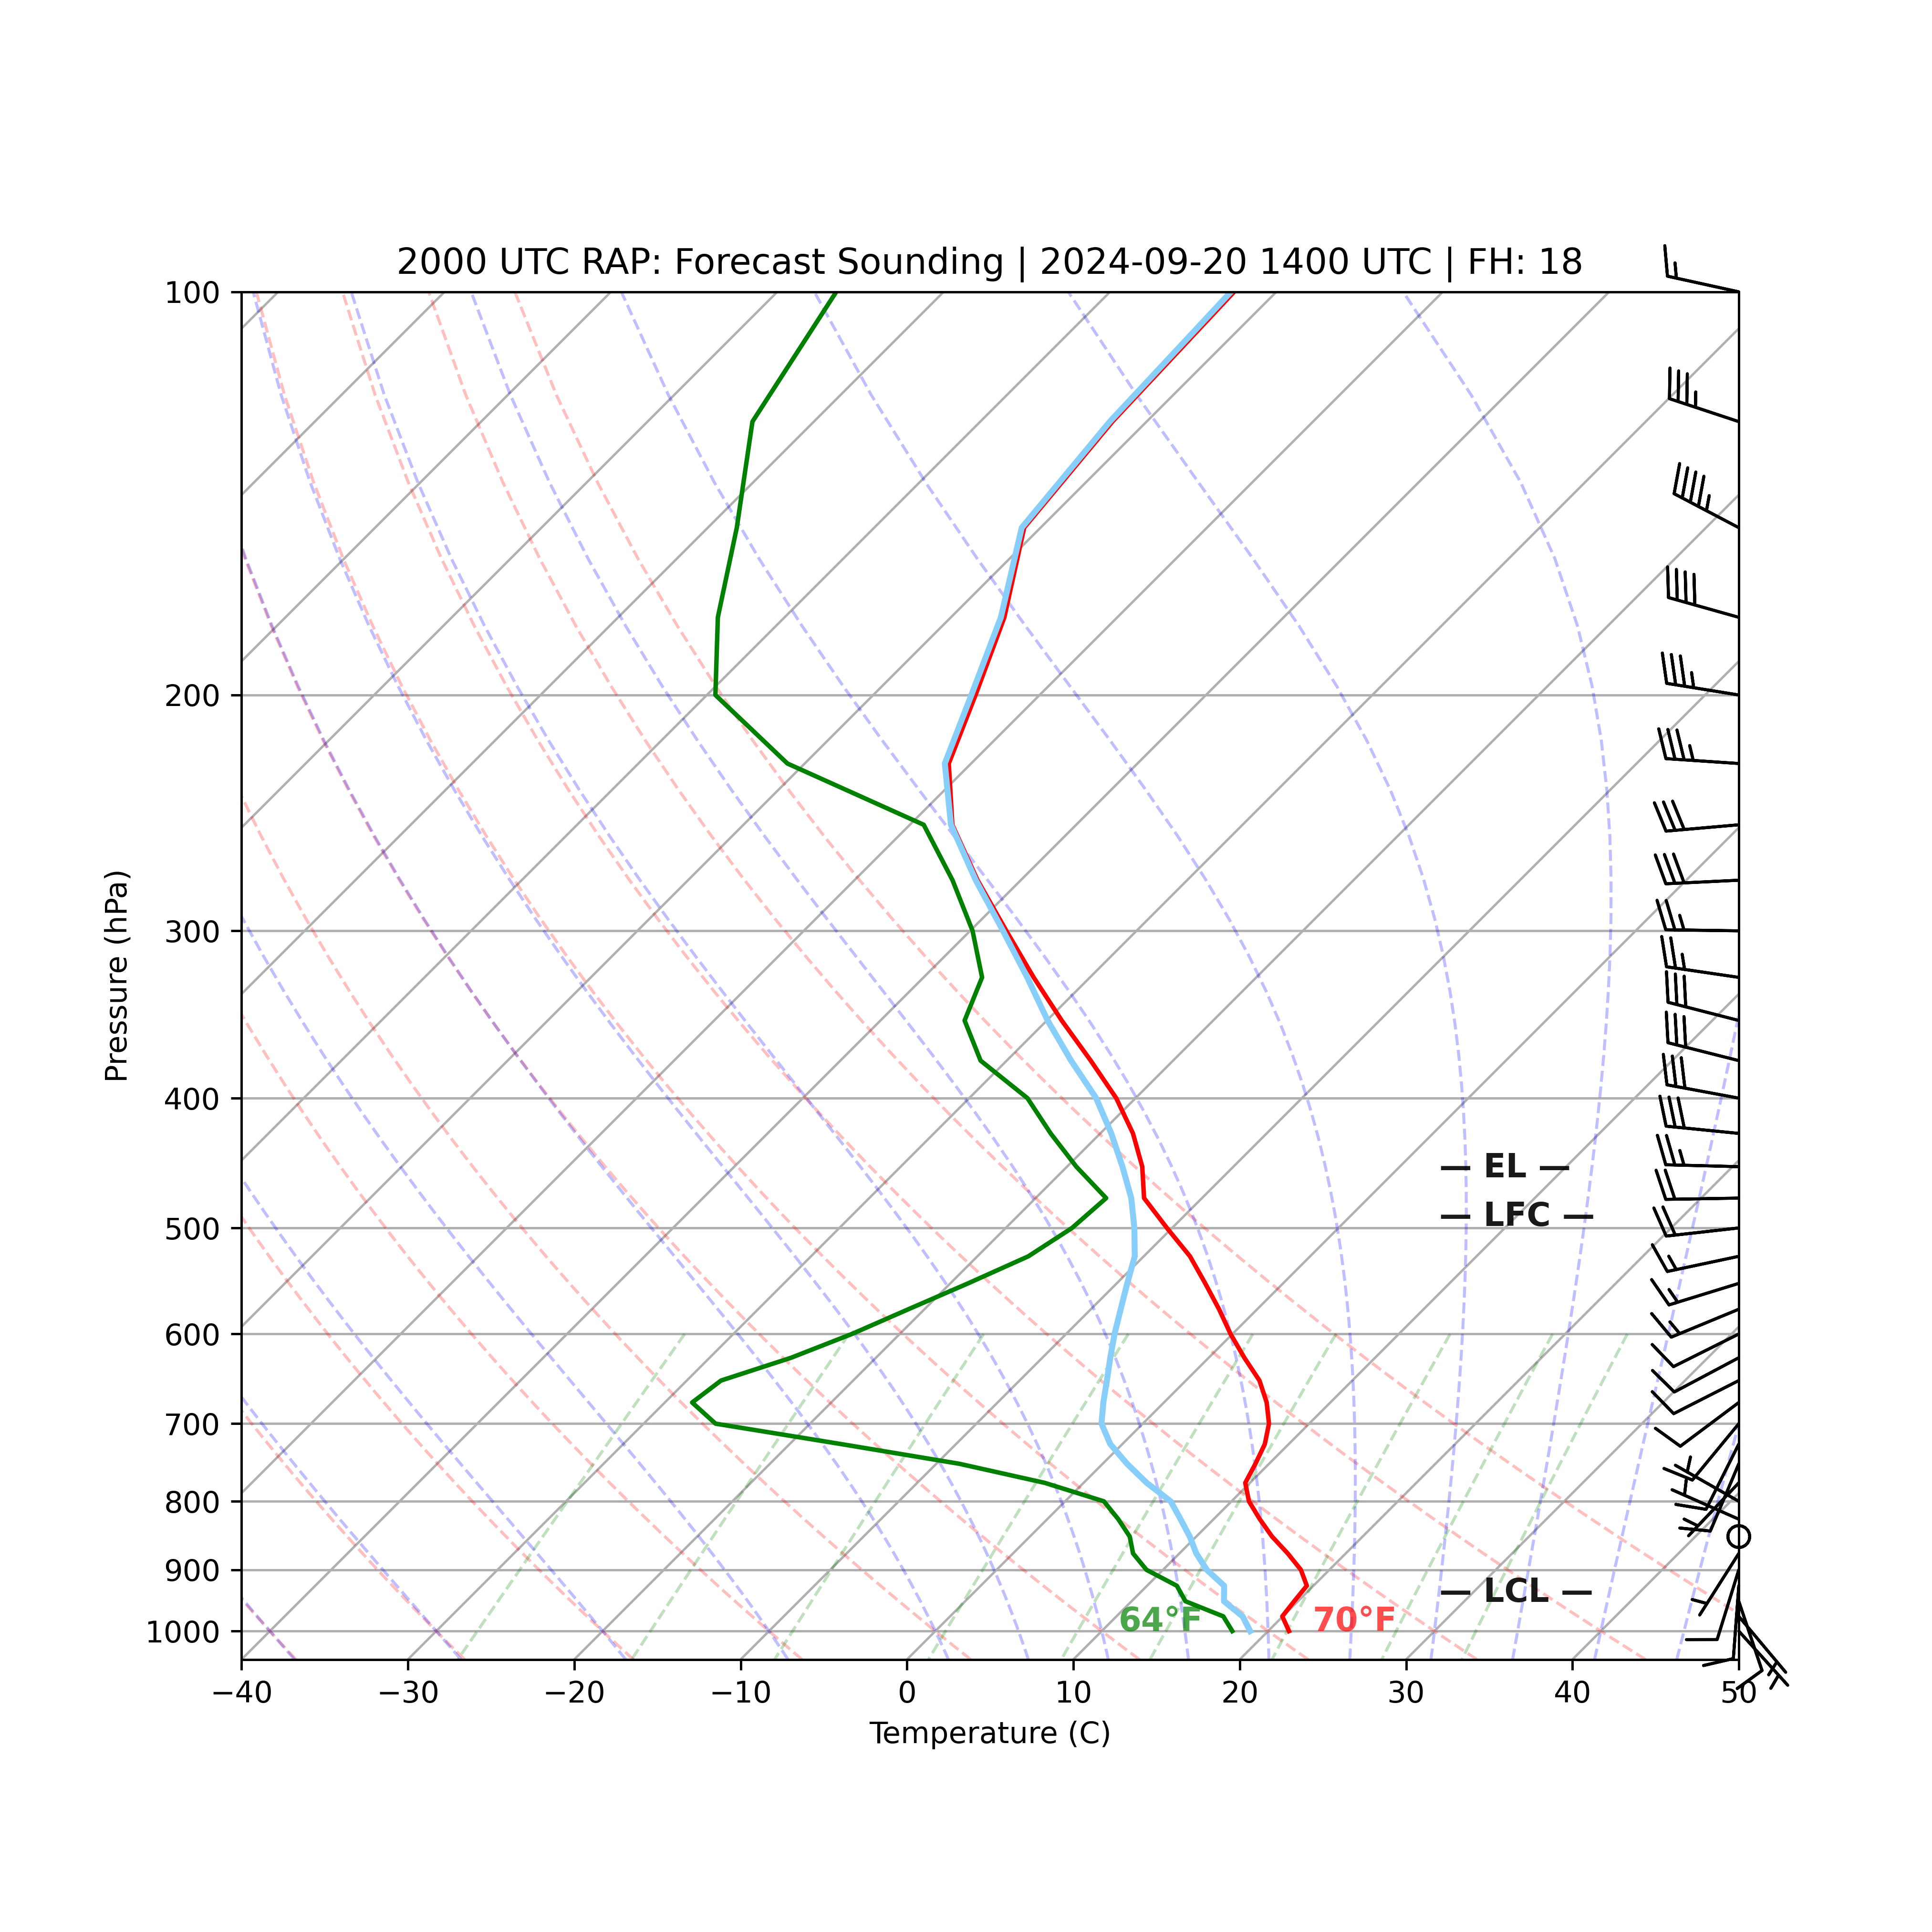 2000 UTC RAP: Forecast Sounding | 2024-09-20 1400 UTC | FH: 18
100
200
300
400
500
600
700
800
900
1000
Pressure (hPa)
— EL —
— LFC —
— LCL —
64°F
70°F
−40
−30
−20
−10
0
10
20
30
40
50
Temperature (C)